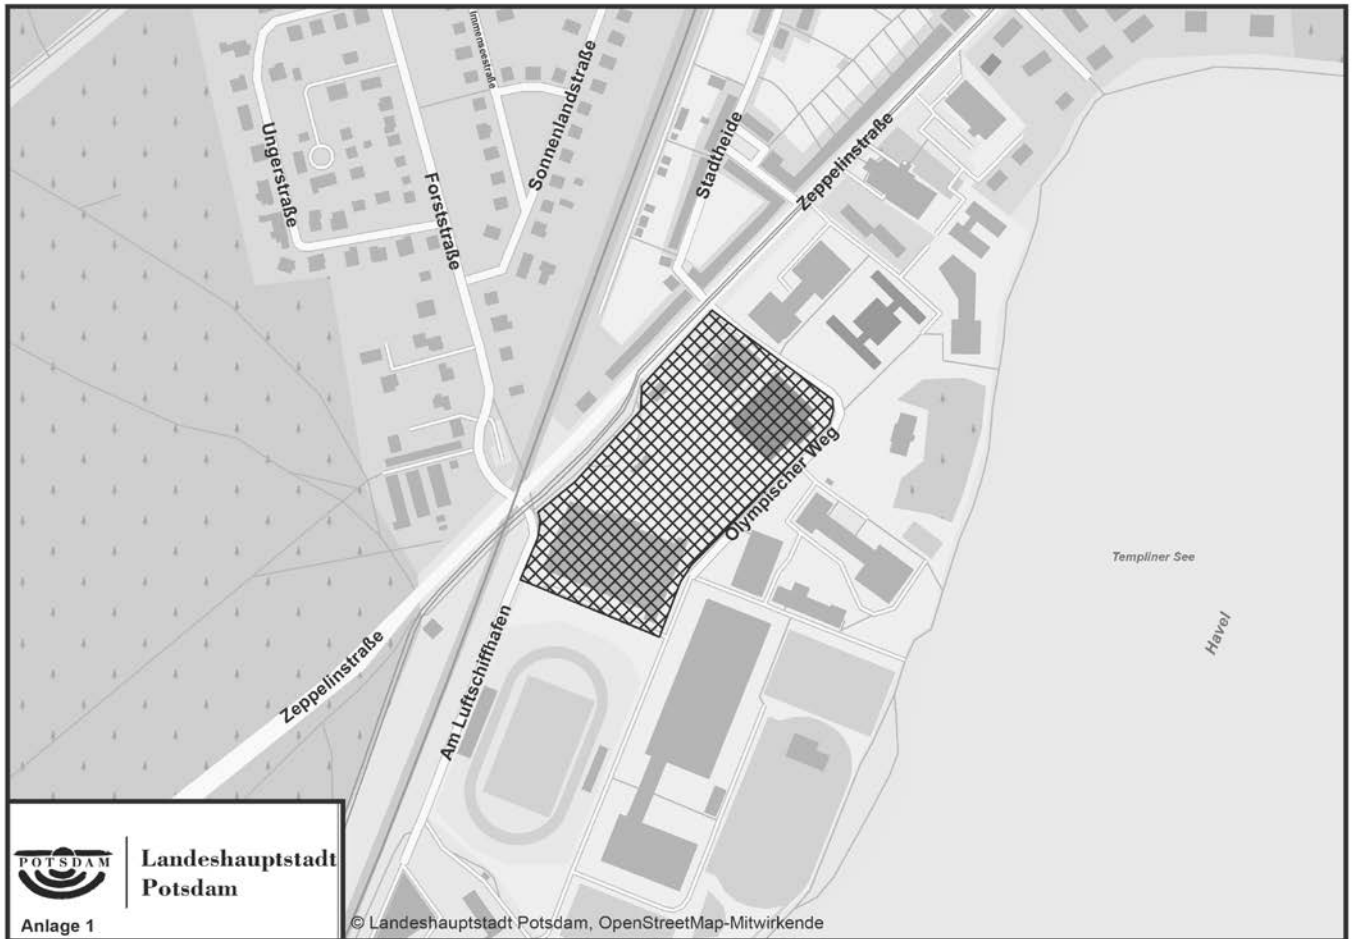 Immenseestraße
Sonnenlandstraße
Ungerstraße
Forststraße
Stadtheide
Zeppelinstraße
Olympischer Weg
Templiner See
Havel
Zeppelinstraße
Am Luftschiffhafen
POTSDAM
Landeshauptstadt
Potsdam
Anlage 1
© Landeshauptstadt Potsdam, OpenStreetMap-Mitwirkende